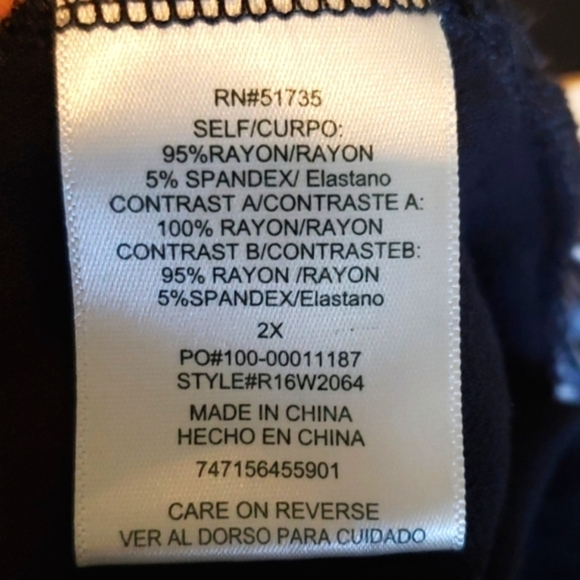 RN#51735
SELF/CURPO:
95%RAYON/RAYON
5% SPANDEX/ Elastano
CONTRAST A/CONTRASTE A:
100% RAYON/RAYON
CONTRAST B/CONTRASTEB:
95% RAYON /RAYON
5%SPANDEX/Elastano
2X
PO#100-00011187
STYLE#R16W2064
MADE IN CHINA
HECHO EN CHINA
747156455901
CARE ON REVERSE
VER AL DORSO PARA CUIDADO